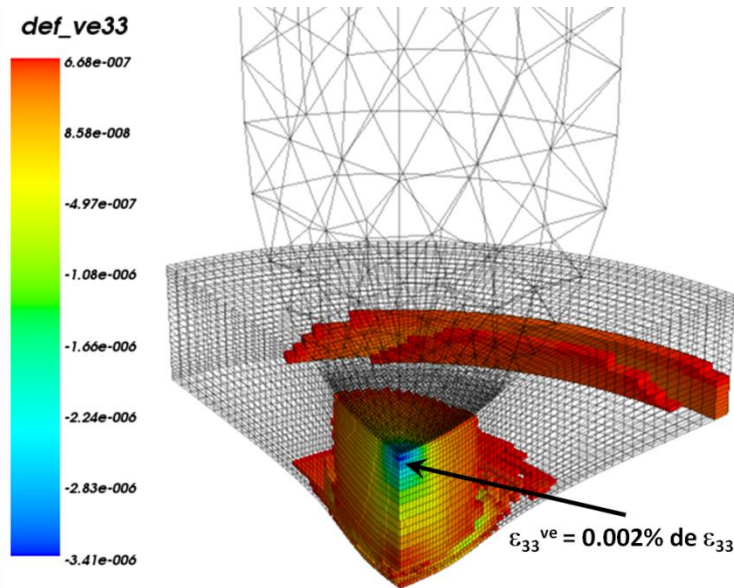 def_ve33
6.68e-007
8.58e-008
-4.97e-007
-1.08e-006
-1.66e-006
-2.24e-006
-2.83e-006
-3.41e-006
ε₃₃ᵛᵉ = 0.002% de ε₃₃